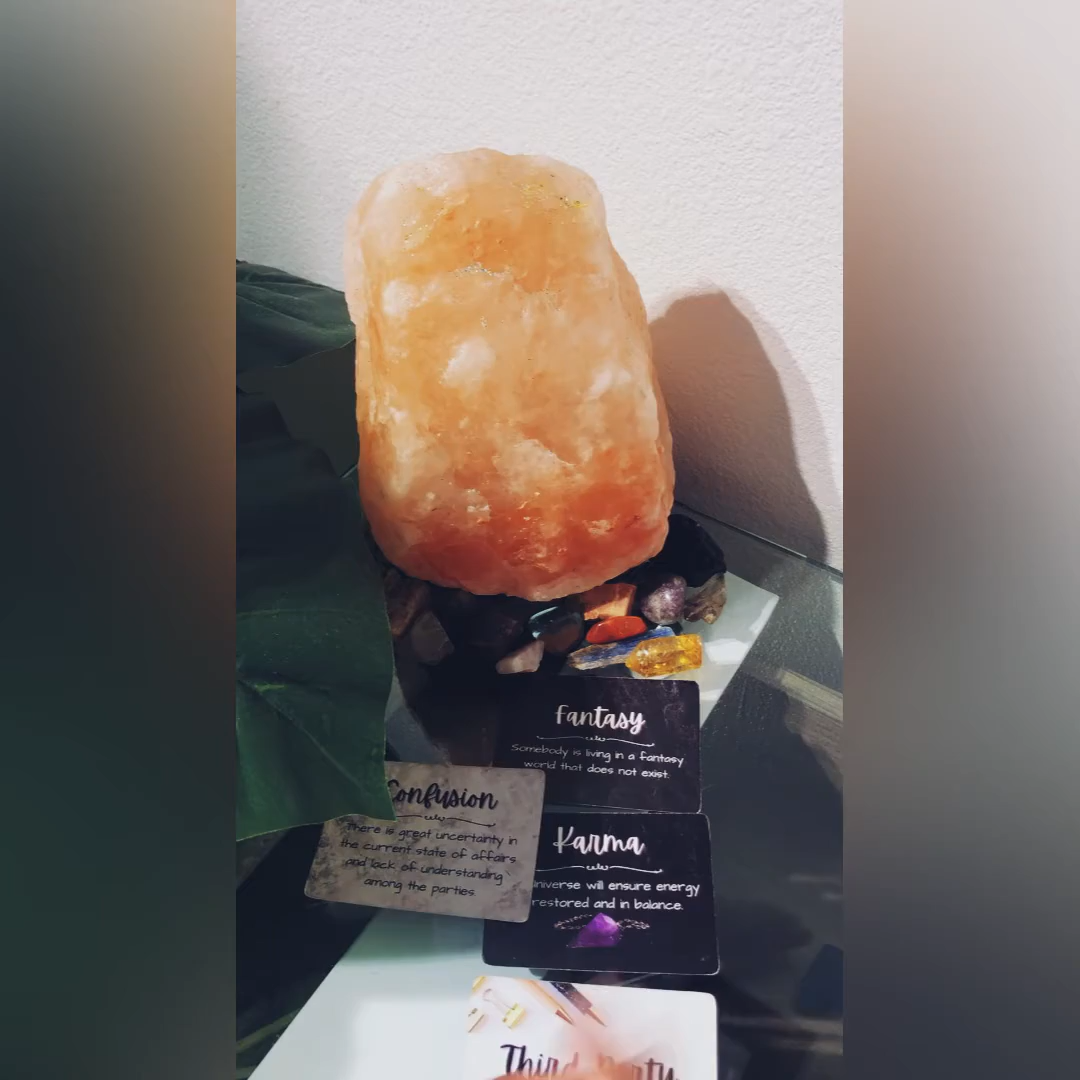 Fantasy
Somebody is living in a fantasy
world that does not exist.
Confusion
There is great uncertainty in
the current state of affairs
and lack of understanding
among the parties
Karma
universe will ensure energy
restored and in balance.
Third Party